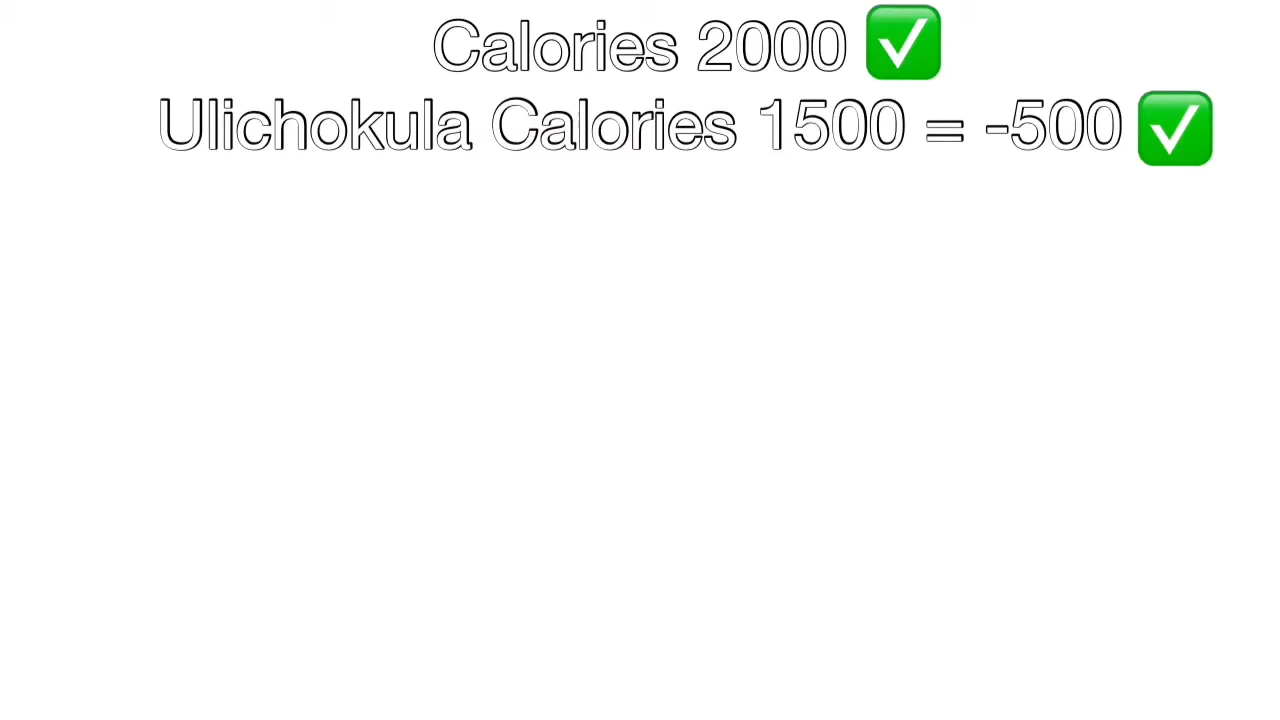 Calories 2000 ✅
Ulichokula Calories 1500 = -500 ✅